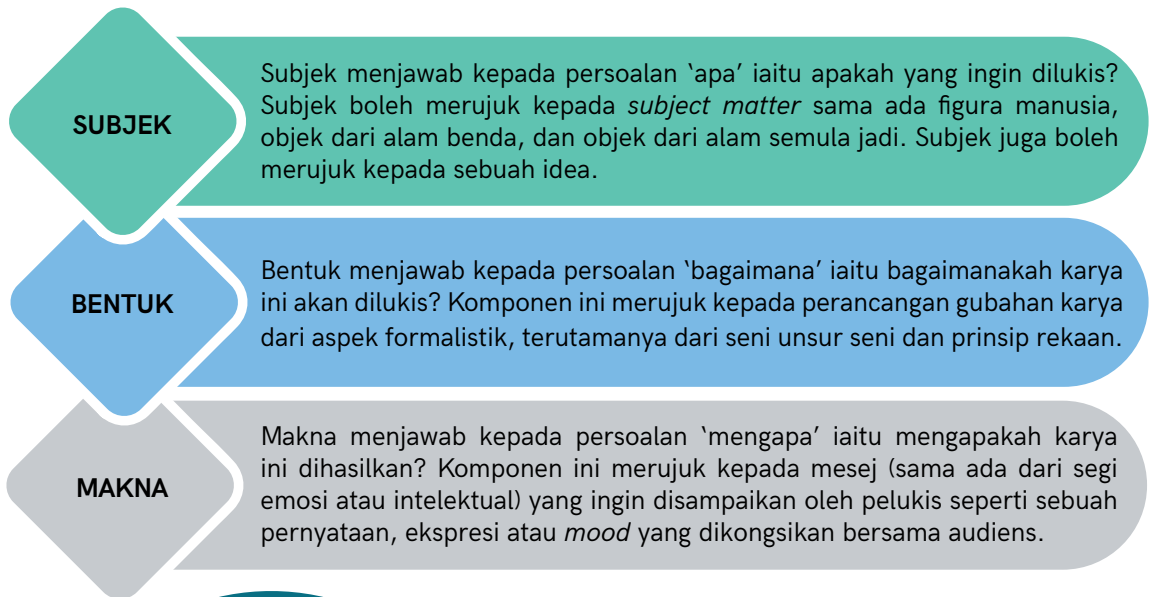 SUBJEK
Subjek menjawab kepada persoalan ‘apa’ iaitu apakah yang ingin dilukis?
Subjek boleh merujuk kepada subject matter sama ada figura manusia,
objek dari alam benda, dan objek dari alam semula jadi. Subjek juga boleh
merujuk kepada sebuah idea.
BENTUK
Bentuk menjawab kepada persoalan ‘bagaimana’ iaitu bagaimanakah karya
ini akan dilukis? Komponen ini merujuk kepada perancangan gubahan karya
dari aspek formalistik, terutamanya dari seni unsur seni dan prinsip rekaan.
MAKNA
Makna menjawab kepada persoalan ‘mengapa’ iaitu mengapakah karya
ini dihasilkan? Komponen ini merujuk kepada mesej (sama ada dari segi
emosi atau intelektual) yang ingin disampaikan oleh pelukis seperti sebuah
pernyataan, ekspresi atau mood yang dikongsikan bersama audiens.